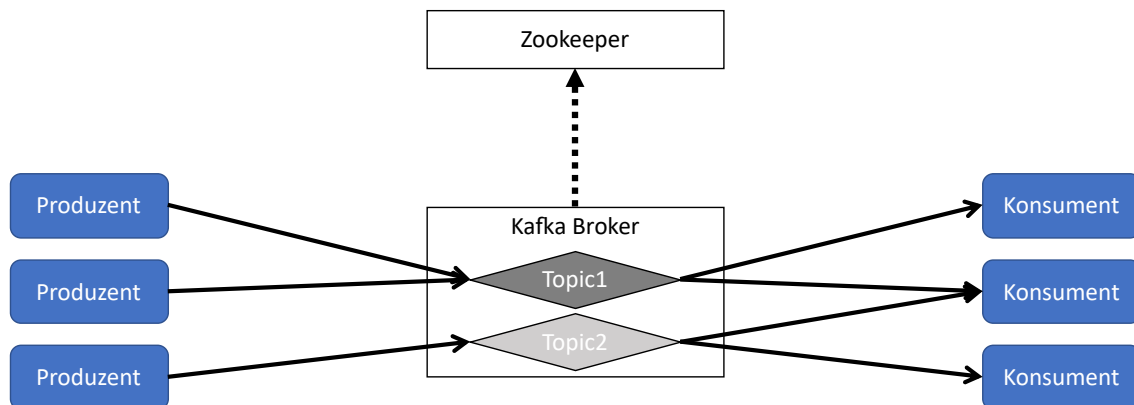 Zookeeper
Produzent
Kafka Broker
Konsument
Topic1
Produzent
Konsument
Topic2
Produzent
Konsument